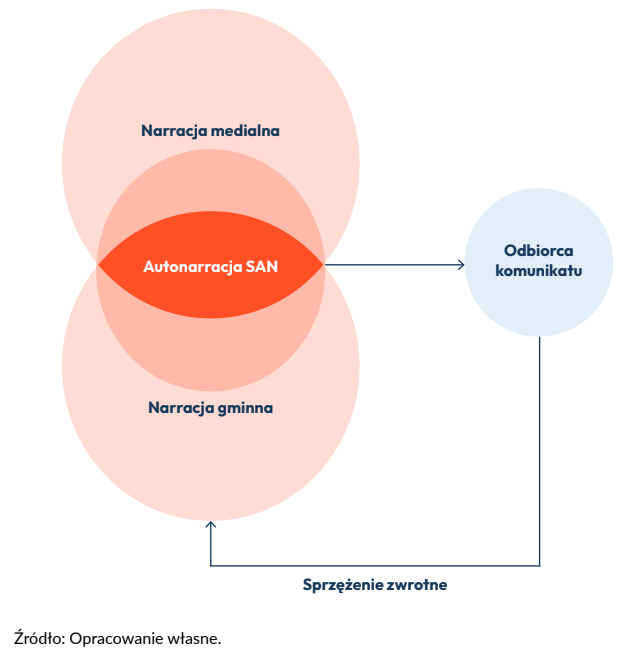 Narracja medialna
Autonarracja SAN
Odbiorca
komunikatu
Narracja gminna
Sprzężenie zwrotne
Źródło: Opracowanie własne.